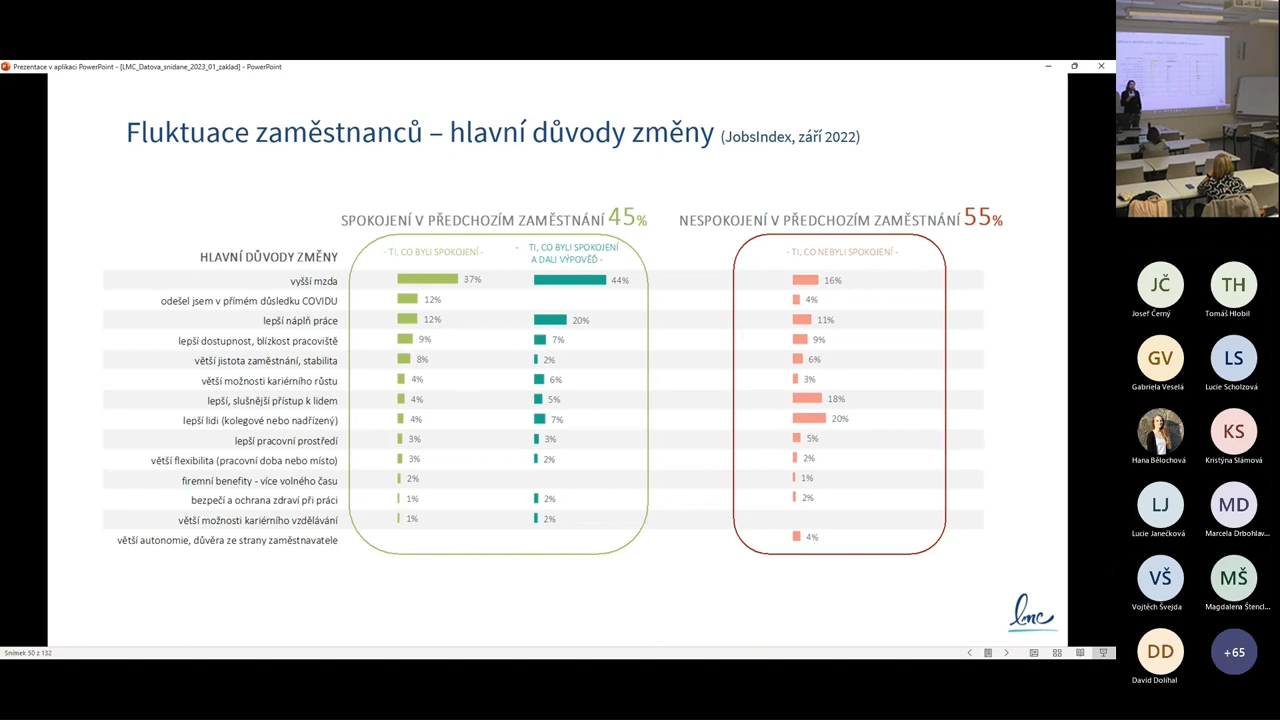 Prezentace v aplikaci PowerPoint - [LMC_Datova_snidane_2023_01_zaklad] - PowerPoint
Fluktuace zaměstnanců – hlavní důvody změny (JobsIndex, září 2022)
SPOKOJENÍ V PŘEDCHOZÍM ZAMĚSTNÁNÍ 45%
NESPOKOJENÍ V PŘEDCHOZÍM ZAMĚSTNÁNÍ 55%
HLAVNÍ DŮVODY ZMĚNY
- TI, CO BYLI SPOKOJENÍ -
- TI, CO BYLI SPOKOJENÍ
A DALI VÝPOVĚĎ -
- TI, CO NEBYLI SPOKOJENÍ -
vyšší mzda 37% 44% 16%
odešel jsem v přímém důsledku COVIDU 12% 4%
lepší náplň práce 12% 20% 11%
lepší dostupnost, blízkost pracoviště 9% 7% 9%
větší jistota zaměstnání, stabilita 8% 2% 6%
větší možnosti kariérního růstu 4% 6% 3%
lepší, slušnější přístup k lidem 4% 5% 18%
lepší lidi (kolegové nebo nadřízený) 4% 7% 20%
lepší pracovní prostředí 3% 3% 5%
větší flexibilita (pracovní doba nebo místo) 3% 2% 2%
firemní benefity - více volného času 2% 1%
bezpečí a ochrana zdraví při práci 1% 2% 2%
větší možnosti kariérního vzdělávání 1% 2%
větší autonomie, důvěra ze strany zaměstnavatele 4%
lmc
Snímek 50 z 132
JČ
Josef Černý
TH
Tomáš Hlobil
GV
Gabriela Veselá
LS
Lucie Scholzová
Hana Bělochová
KS
Kristýna Slámová
LJ
Lucie Janečková
MD
Marcela Drbohlav...
VŠ
Vojtěch Švejda
MŠ
Magdalena Štencl...
DD
David Dolíhal
+65